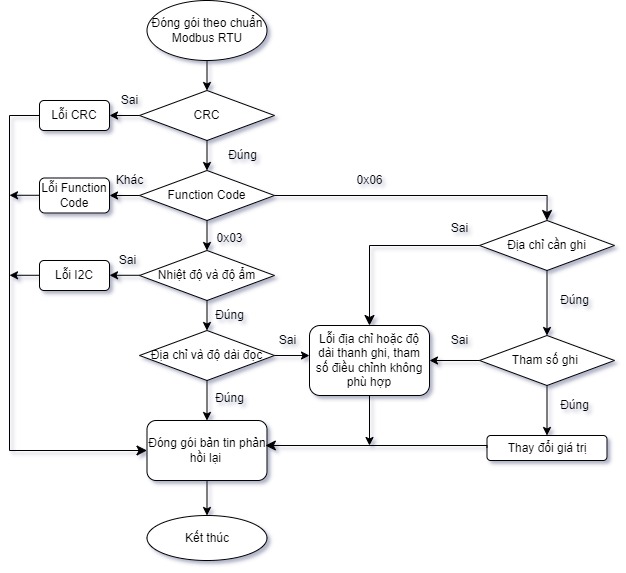 Đóng gói theo chuẩn
Modbus RTU
Sai
Lỗi CRC
CRC
Đúng
Khác
0x06
Lỗi Function
Code
Function Code
0x03
Sai
Địa chỉ cần ghi
Sai
Lỗi I2C
Nhiệt độ và độ ẩm
Đúng
Đúng
Sai
Sai
Địa chỉ và độ dài đọc
Lỗi địa chỉ hoặc độ
dài thanh ghi, tham
số điều chỉnh không
phù hợp
Tham số ghi
Đúng
Đúng
Đóng gói bản tin phản
hồi lại
Thay đổi giá trị
Kết thúc